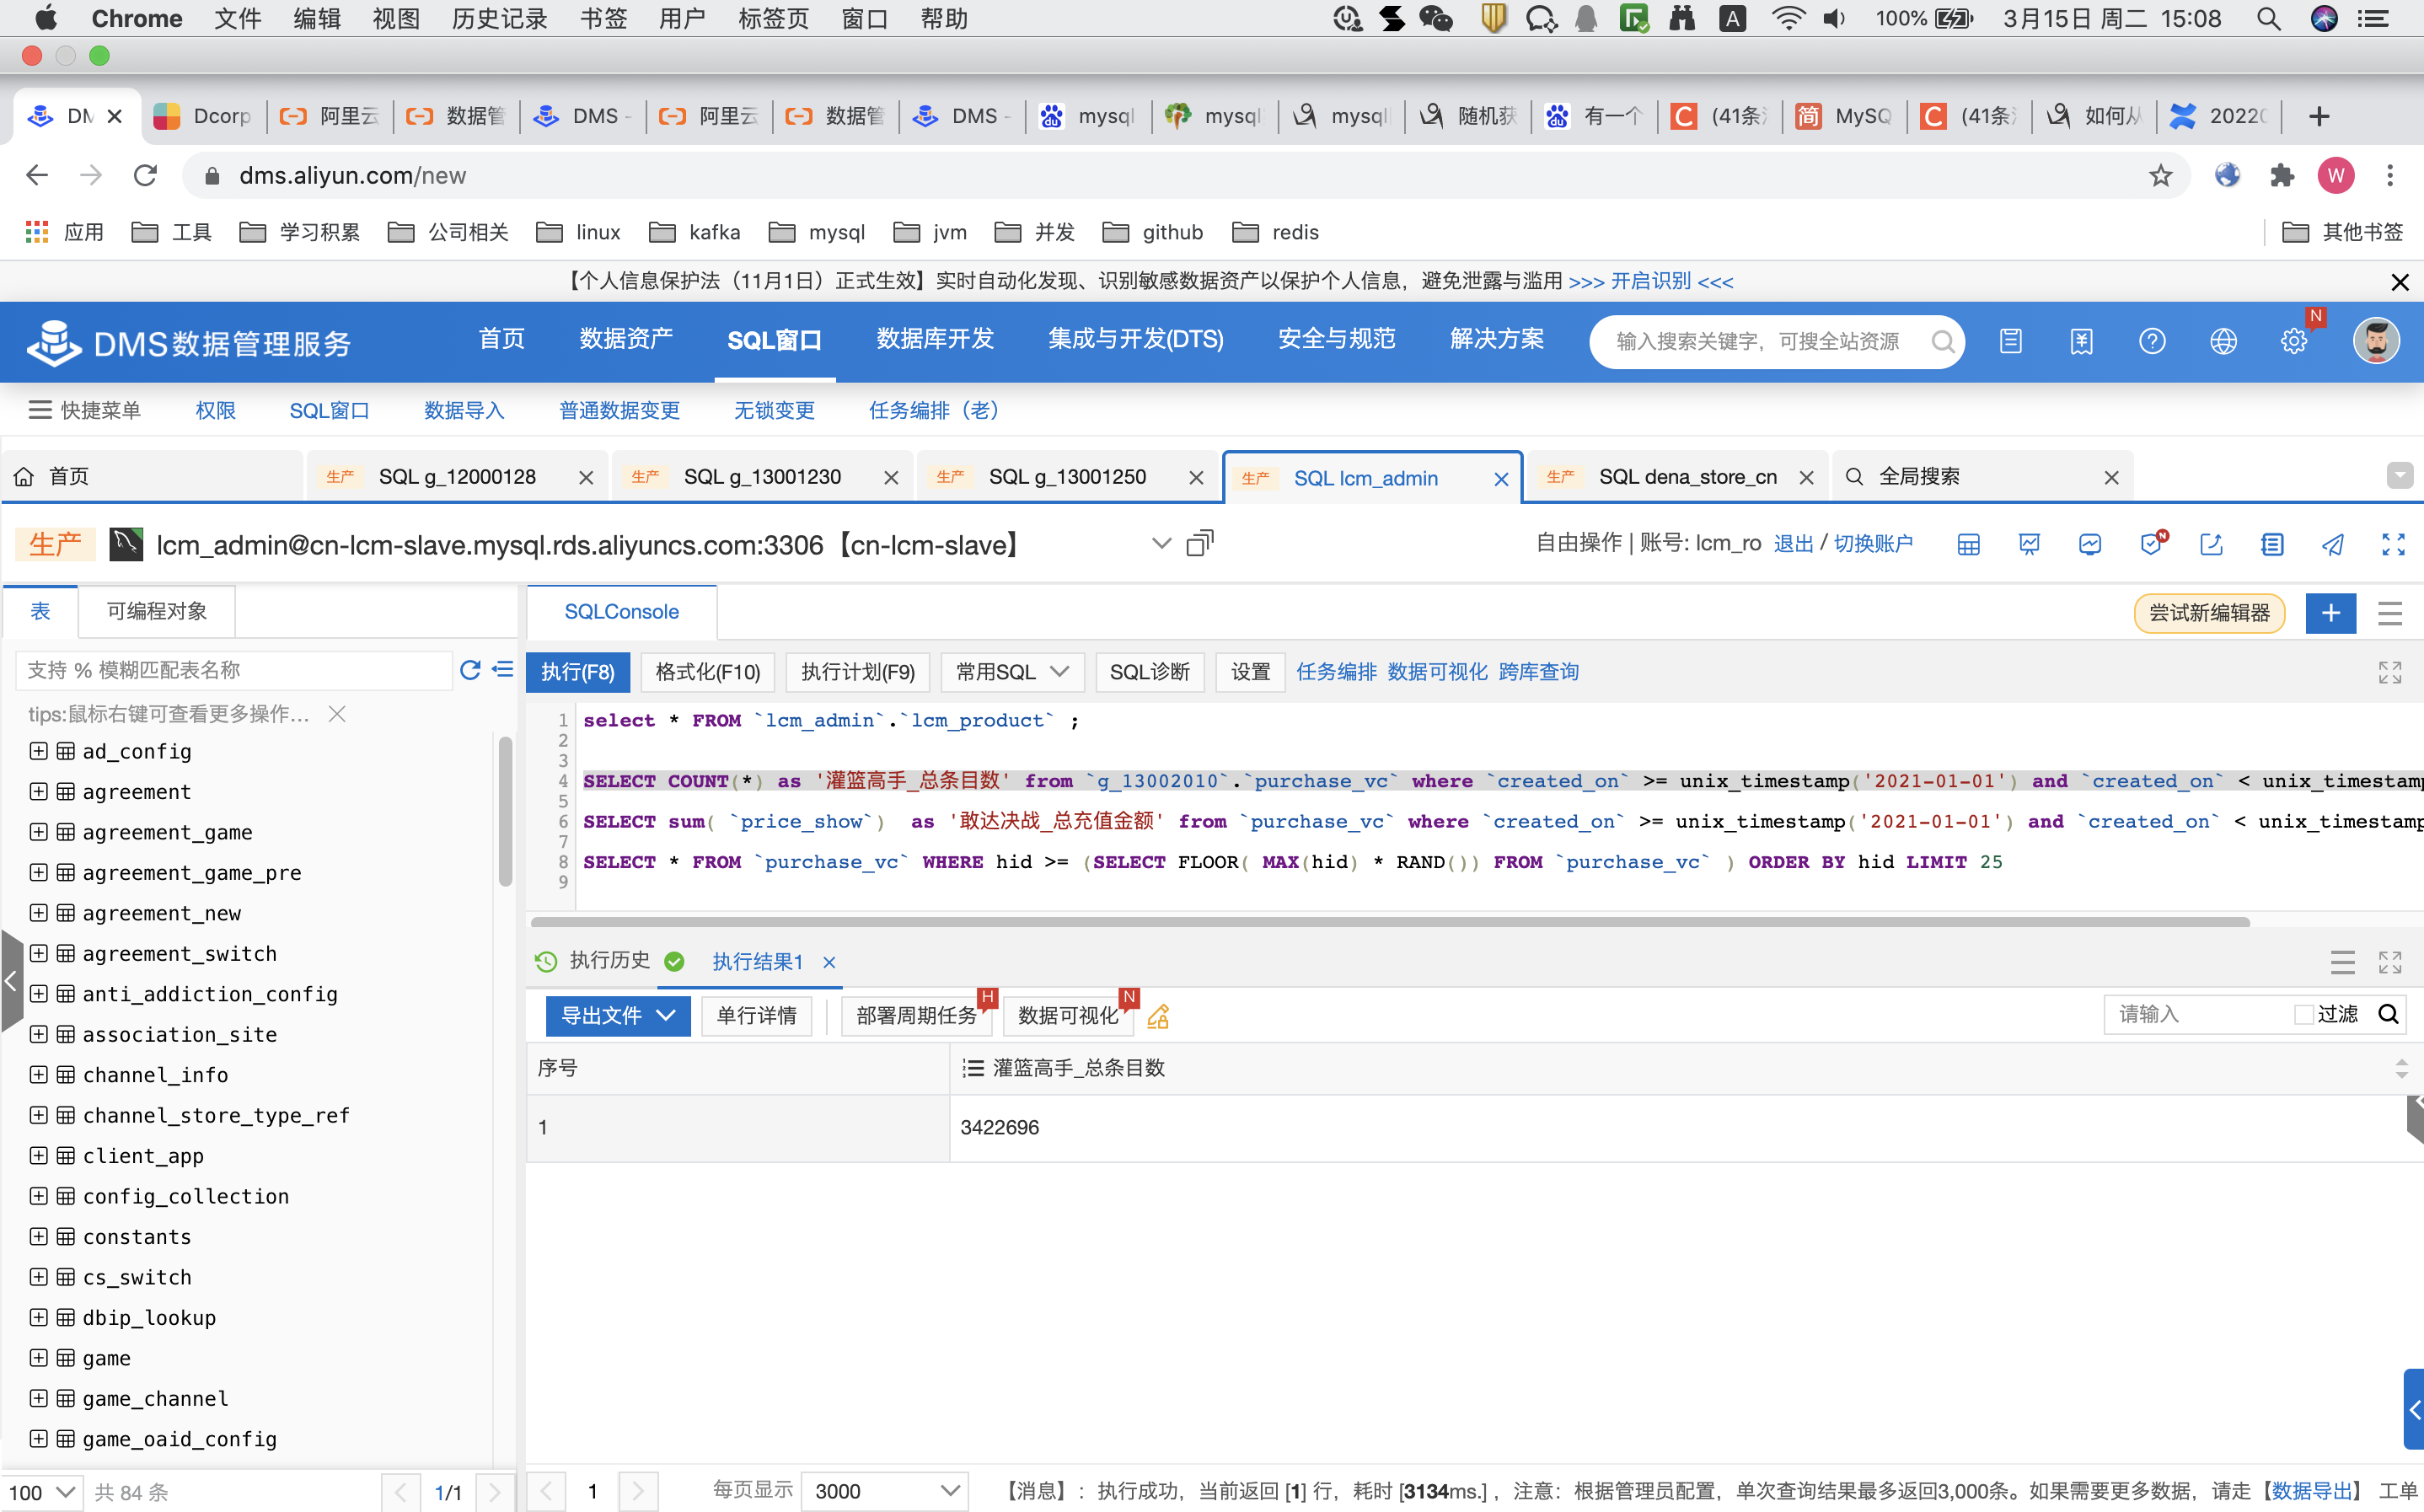 Chrome 文件 编辑 视图 历史记录 书签 用户 标签页 窗口 帮助 100% 3月15日 周二 15:08
DM Dcorp 阿里云 数据管 DMS - 阿里云 数据管 DMS - mysql mysql mysql 随机获 有一个 (41条 MySQ (41条 如何从 2022
dms.aliyun.com/new
应用 工具 学习积累 公司相关 linux kafka mysql jvm 并发 github redis 其他书签
【个人信息保护法（11月1日）正式生效】实时自动化发现、识别敏感数据资产以保护个人信息，避免泄露与滥用 >>> 开启识别 <<<
DMS数据管理服务 首页 数据资产 SQL窗口 数据库开发 集成与开发(DTS) 安全与规范 解决方案 输入搜索关键字，可搜全站资源 N
快捷菜单 权限 SQL窗口 数据导入 普通数据变更 无锁变更 任务编排（老）
首页 生产 SQL g_12000128 生产 SQL g_13001230 生产 SQL g_13001250 生产 SQL lcm_admin 生产 SQL dena_store_cn 全局搜索
生产 lcm_admin@cn-lcm-slave.mysql.rds.aliyuncs.com:3306【cn-lcm-slave】 自由操作 | 账号: lcm_ro 退出 / 切换账户
表 可编程对象 SQLConsole 尝试新编辑器
支持 % 模糊匹配表名称
执行(F8) 格式化(F10) 执行计划(F9) 常用SQL SQL诊断 设置 任务编排 数据可视化 跨库查询
tips:鼠标右键可查看更多操作...
ad_config
agreement
agreement_game
agreement_game_pre
agreement_new
agreement_switch
anti_addiction_config
association_site
channel_info
channel_store_type_ref
client_app
config_collection
constants
cs_switch
dbip_lookup
game
game_channel
game_oaid_config
100 共 84 条 1/1
1 select * FROM `lcm_admin`.`lcm_product` ;
2
3
4 SELECT COUNT(*) as '灌篮高手_总条目数' from `g_13002010`.`purchase_vc` where `created_on` >= unix_timestamp('2021-01-01') and `created_on` < unix_timestamp
5
6 SELECT sum( `price_show`) as '敢达决战_总充值金额' from `purchase_vc` where `created_on` >= unix_timestamp('2021-01-01') and `created_on` < unix_timestamp
7
8 SELECT * FROM `purchase_vc` WHERE hid >= (SELECT FLOOR( MAX(hid) * RAND()) FROM `purchase_vc` ) ORDER BY hid LIMIT 25
9
执行历史 执行结果1
导出文件 单行详情 部署周期任务 H 数据可视化 N 请输入 过滤
序号 灌篮高手_总条目数
1 3422696
1 每页显示 3000 【消息】：执行成功，当前返回 [1] 行，耗时 [3134ms.]，注意：根据管理员配置，单次查询结果最多返回3,000条。如果需要更多数据，请走【数据导出】 工单